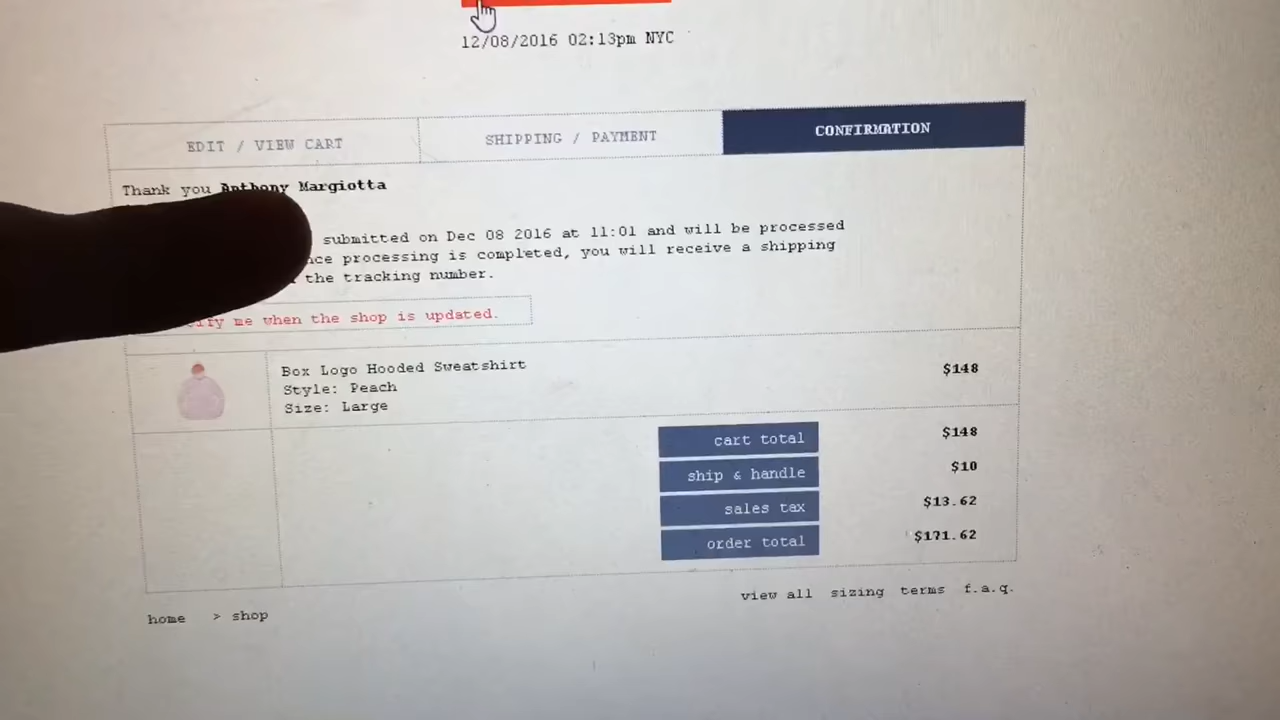 12/08/2016 02:13pm NYC
EDIT / VIEW CART
SHIPPING / PAYMENT
CONFIRMATION
Thank you Anthony Margiotta
submitted on Dec 08 2016 at 11:01 and will be processed
processing is completed, you will receive a shipping
the tracking number.
me when the shop is updated.
Box Logo Hooded Sweatshirt
Style: Peach
Size: Large
$148
cart total $148
ship & handle $10
sales tax $13.62
order total $171.62
view all sizing terms f.a.q.
home > shop